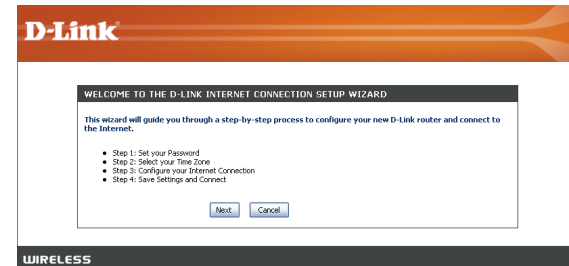 D-Link
WELCOME TO THE D-LINK INTERNET CONNECTION SETUP WIZARD
This wizard will guide you through a step-by-step process to configure your new D-Link router and connect to
the Internet.
• Step 1: Set your Password
• Step 2: Select your Time Zone
• Step 3: Configure your Internet Connection
• Step 4: Save Settings and Connect
Next Cancel
WIRELESS